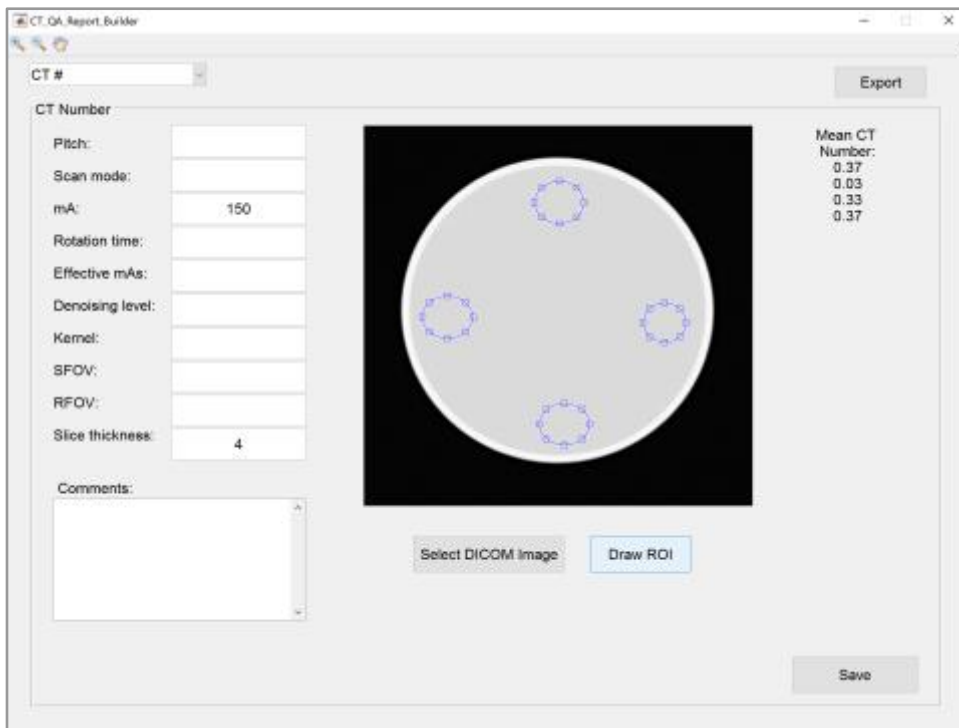 CT_QA_Report_Builder
CT #
Export
CT Number
Pitch:
Scan mode:
mA: 150
Rotation time:
Effective mAs:
Denoising level:
Kernel:
SFOV:
RFOV:
Slice thickness: 4
Comments:
Mean CT
Number:
0.37
0.03
0.33
0.37
Select DICOM Image
Draw ROI
Save